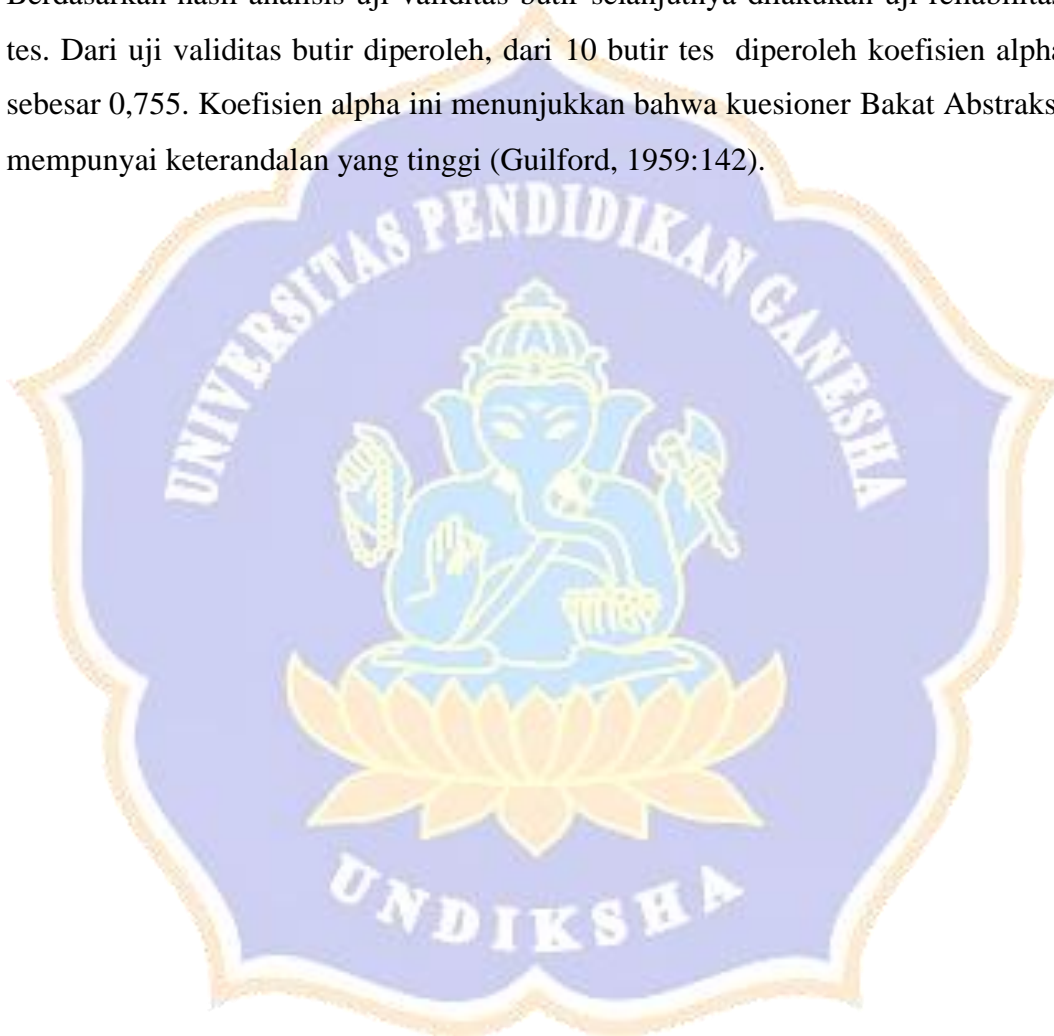 Berdasarkan hasil analisis uji validitas butir selanjutnya dilakukan uji reliabilitas
tes. Dari uji validitas butir diperoleh, dari 10 butir tes diperoleh koefisien alpha
sebesar 0,755. Koefisien alpha ini menunjukkan bahwa kuesioner Bakat Abstraks
mempunyai keterandalan yang tinggi (Guilford, 1959:142).
UNIVERSITAS PENDIDIKAN GANESHA
UNDIKSHA